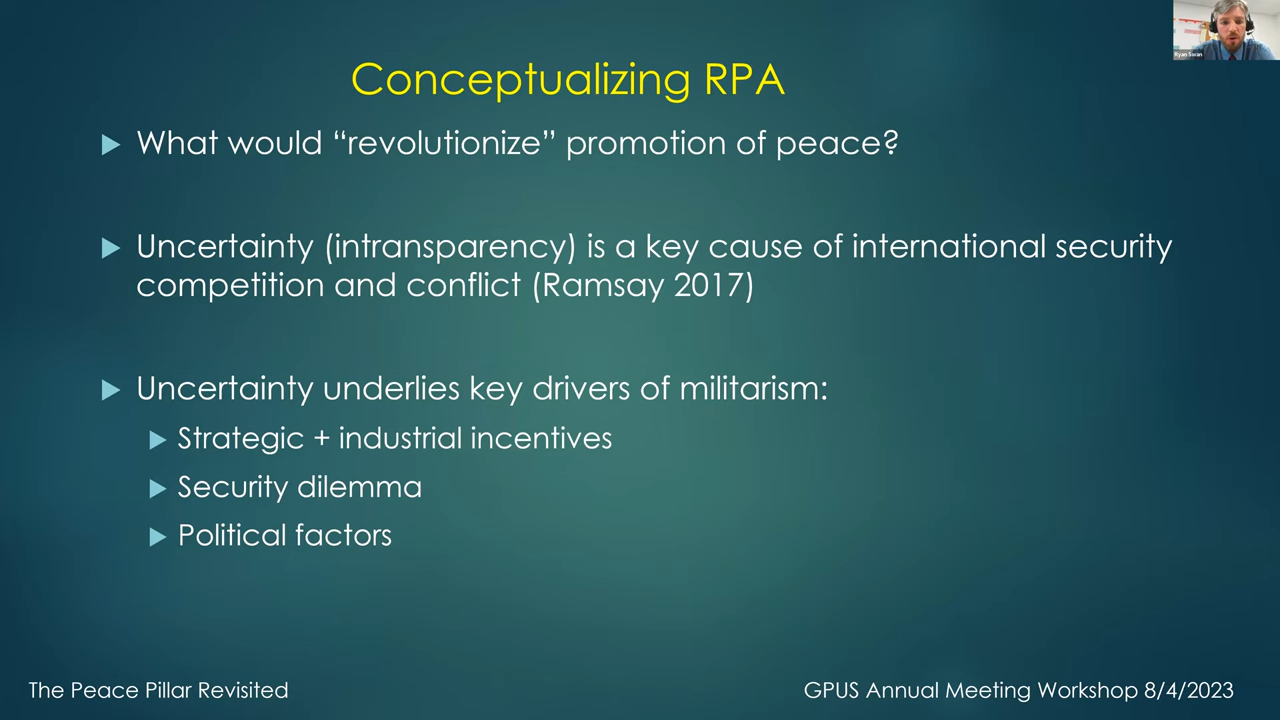 Ryan Swan
Conceptualizing RPA
What would “revolutionize” promotion of peace?
Uncertainty (intransparency) is a key cause of international security
competition and conflict (Ramsay 2017)
Uncertainty underlies key drivers of militarism:
Strategic + industrial incentives
Security dilemma
Political factors
The Peace Pillar Revisited
GPUS Annual Meeting Workshop 8/4/2023